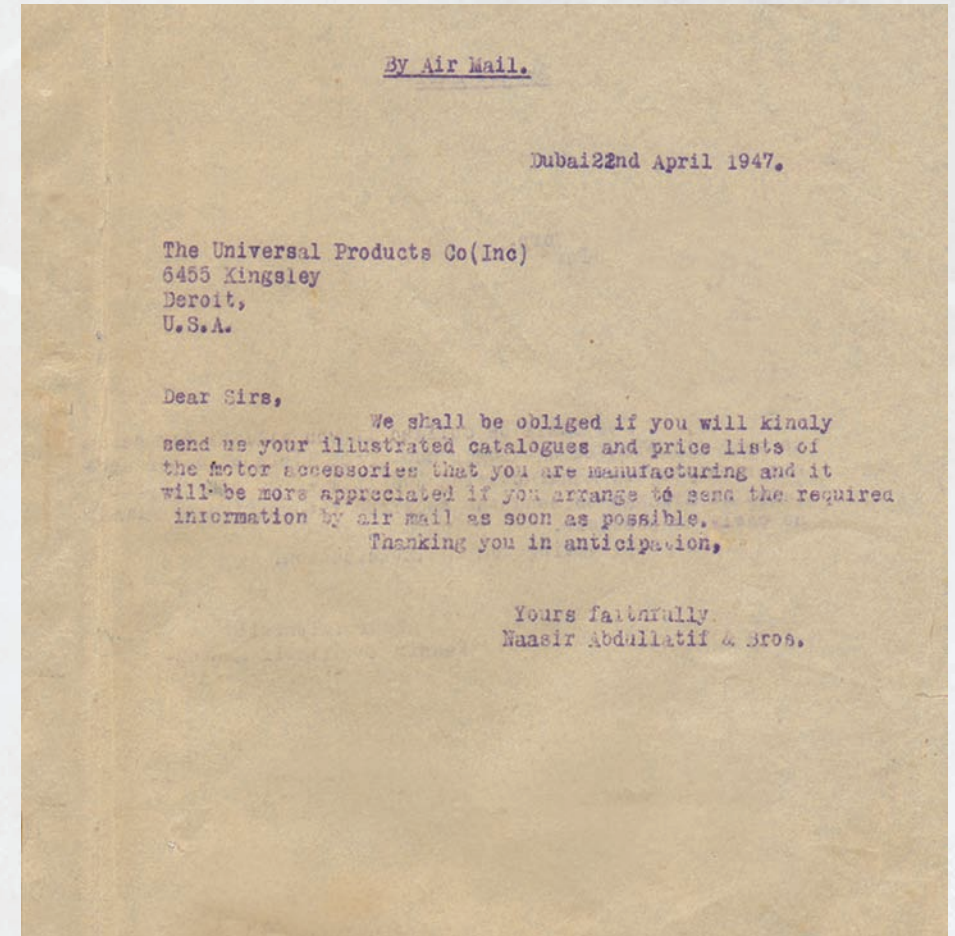 By Air Mail.
Dubai22nd April 1947.
The Universal Products Co(Inc)
6455 Kingsley
Deroit,
U.S.A.
Dear Sirs,
We shall be obliged if you will kindly
send us your illustrated catalogues and price lists of
the motor accessories that you are manufacturing and it
will be more appreciated if you arrange to send the required
information by air mail as soon as possible.
Thanking you in anticipation,
Yours faithfully.
Naasir Abdullatif & Bros.